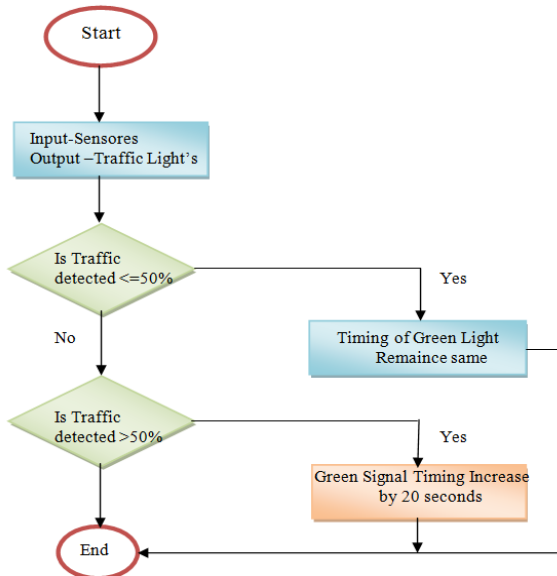 Start
Input-Sensores
Output –Traffic Light’s
Is Traffic
detected <=50%
Yes
No
Timing of Green Light
Remaince same
Is Traffic
detected >50%
Yes
Green Signal Timing Increase
by 20 seconds
End